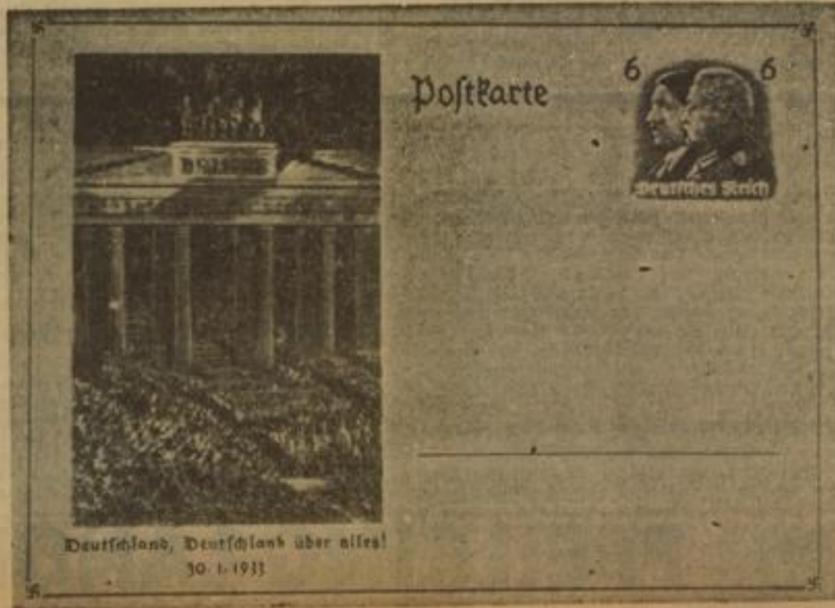 Postkarte
6 6
Deutsches Reich
Deutschland, Deutschland über alles!
30. 1. 1933